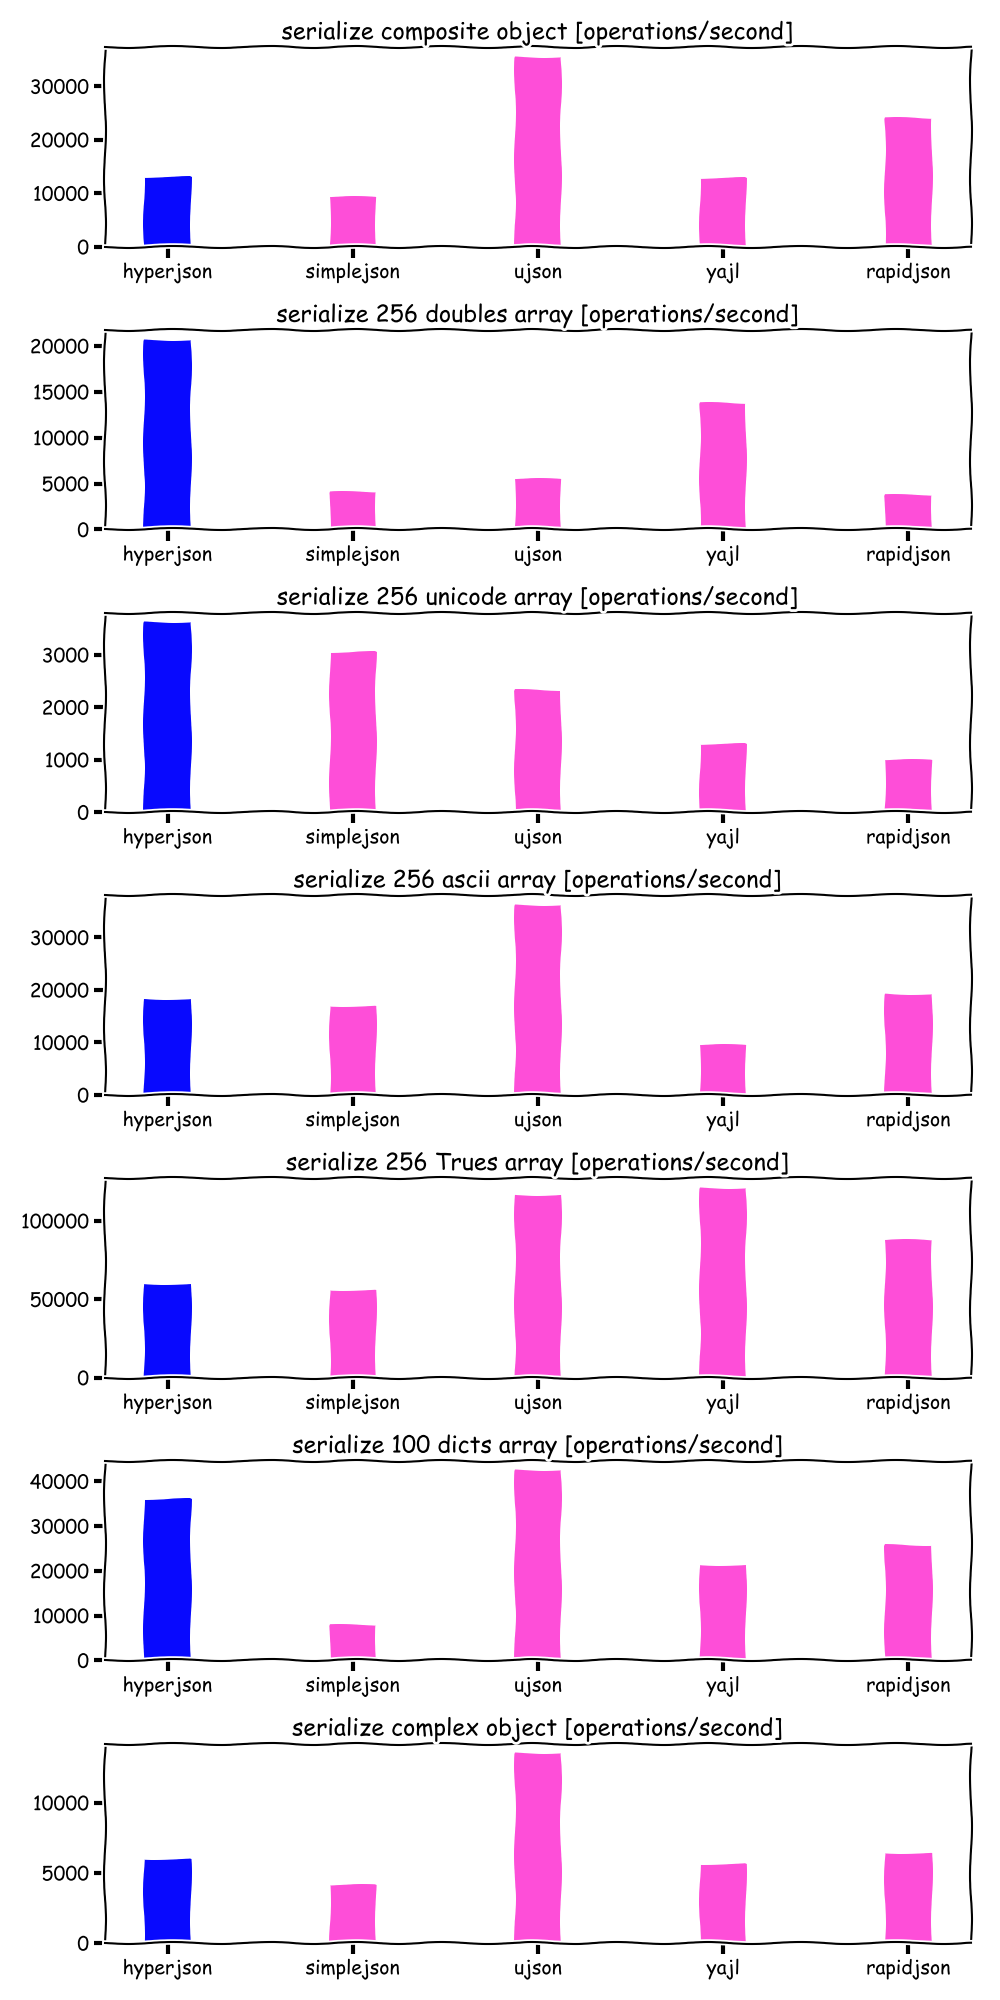 serialize composite object [operations/second]
30000
20000
10000
0
hyperjson simplejson ujson yajl rapidjson
serialize 256 doubles array [operations/second]
20000
15000
10000
5000
0
hyperjson simplejson ujson yajl rapidjson
serialize 256 unicode array [operations/second]
3000
2000
1000
0
hyperjson simplejson ujson yajl rapidjson
serialize 256 ascii array [operations/second]
30000
20000
10000
0
hyperjson simplejson ujson yajl rapidjson
serialize 256 Trues array [operations/second]
100000
50000
0
hyperjson simplejson ujson yajl rapidjson
serialize 100 dicts array [operations/second]
40000
30000
20000
10000
0
hyperjson simplejson ujson yajl rapidjson
serialize complex object [operations/second]
10000
5000
0
hyperjson simplejson ujson yajl rapidjson